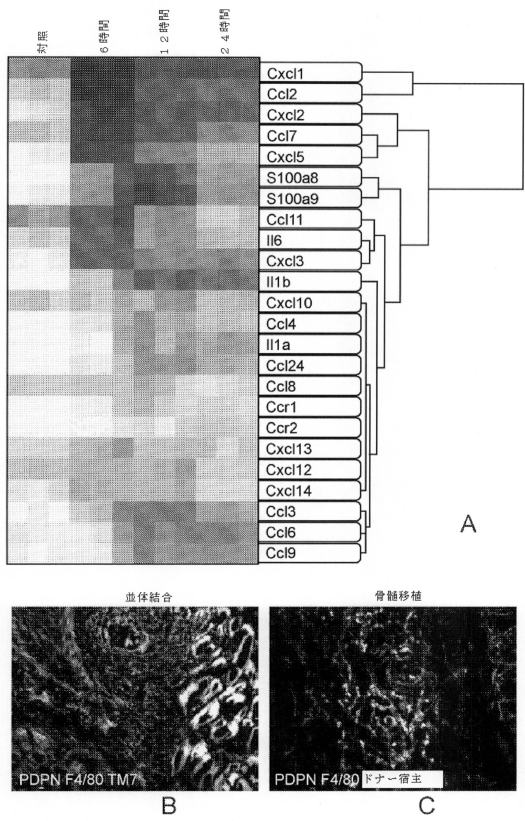 対照
6時間
12時間
24時間
Cxcl1
Ccl2
Cxcl2
Ccl7
Cxcl5
S100a8
S100a9
Ccl11
Il6
Cxcl3
Il1b
Cxcl10
Ccl4
Il1a
Ccl24
Ccl8
Ccr1
Ccr2
Cxcl13
Cxcl12
Cxcl14
Ccl3
Ccl6
Ccl9
A
並体結合
骨髄移植
PDPN F4/80 TM7
PDPN F4/80 ドナー宿主
B
C